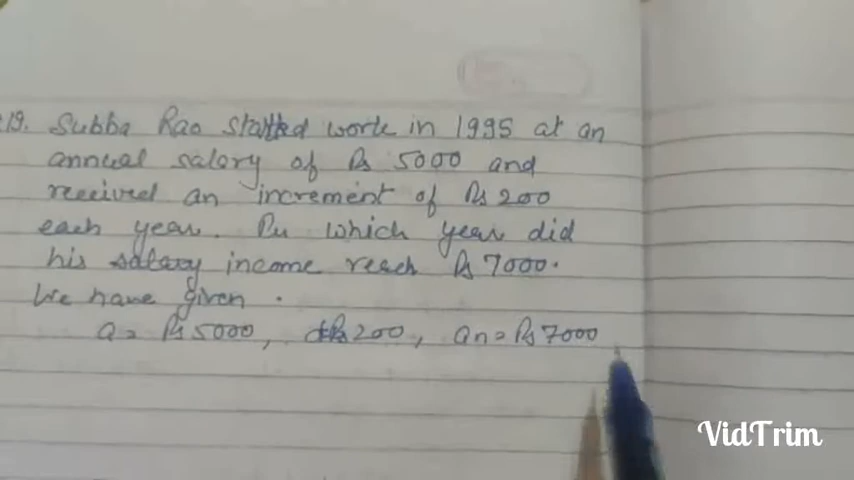 19. Subba Rao started work in 1995 at an
annual salary of Rs 5000 and
received an increment of Rs 200
each year. In which year did
his salary income reach Rs 7000.
We have given .
a = Rs 5000, d=Rs 200, an = Rs 7000
VidTrim